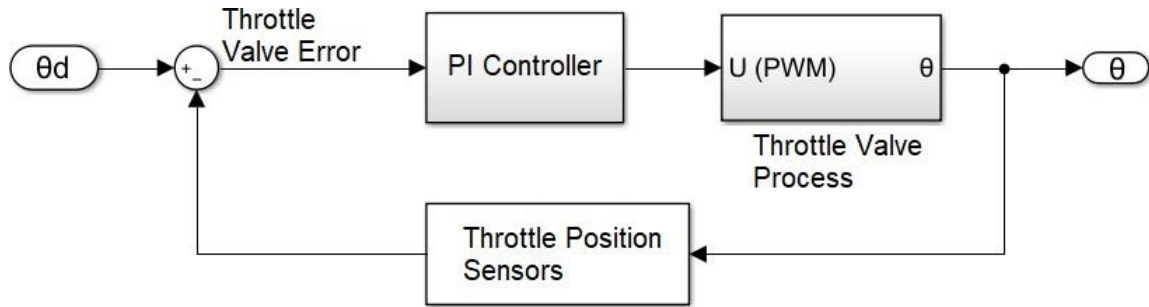 Throttle
Valve Error
θd
+
−
PI Controller
U (PWM)
θ
θ
Throttle Valve
Process
Throttle Position
Sensors